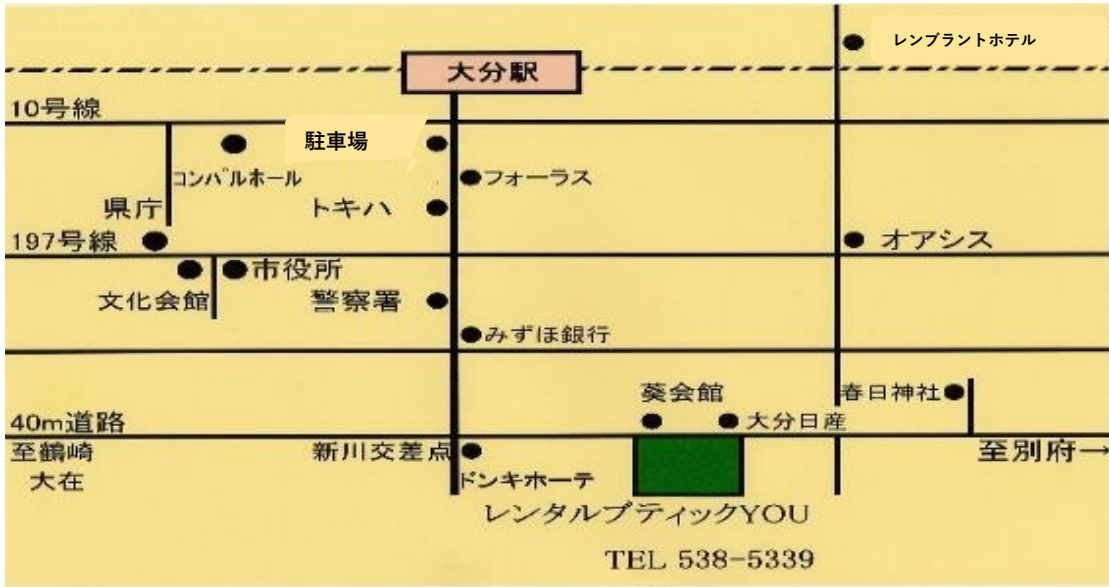 レンブラントホテル
大分駅
10号線
駐車場
コンパルホール
フォーラス
県庁
トキハ
197号線
オアシス
市役所
文化会館
警察署
みずほ銀行
葵会館
春日神社
40m道路
大分日産
至鶴崎
大在
新川交差点
至別府→
ドンキホーテ
レンタルブティックYOU
TEL 538-5339